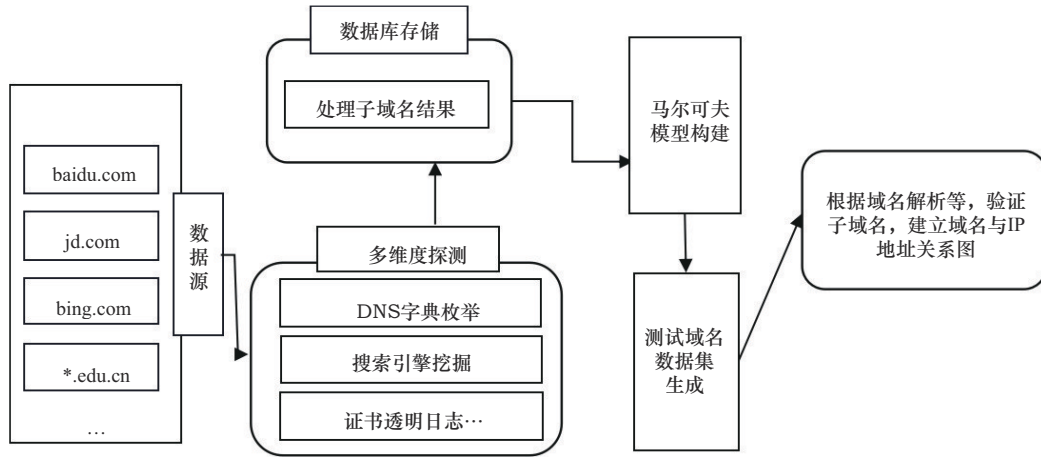 baidu.com
jd.com
bing.com
*.edu.cn
…
数
据
源
数据库存储
处理子域名结果
多维度探测
DNS字典枚举
搜索引擎挖掘
证书透明日志…
马尔可夫
模型构建
测试域名
数据集
生成
根据域名解析等，验证
子域名，建立域名与IP
地址关系图